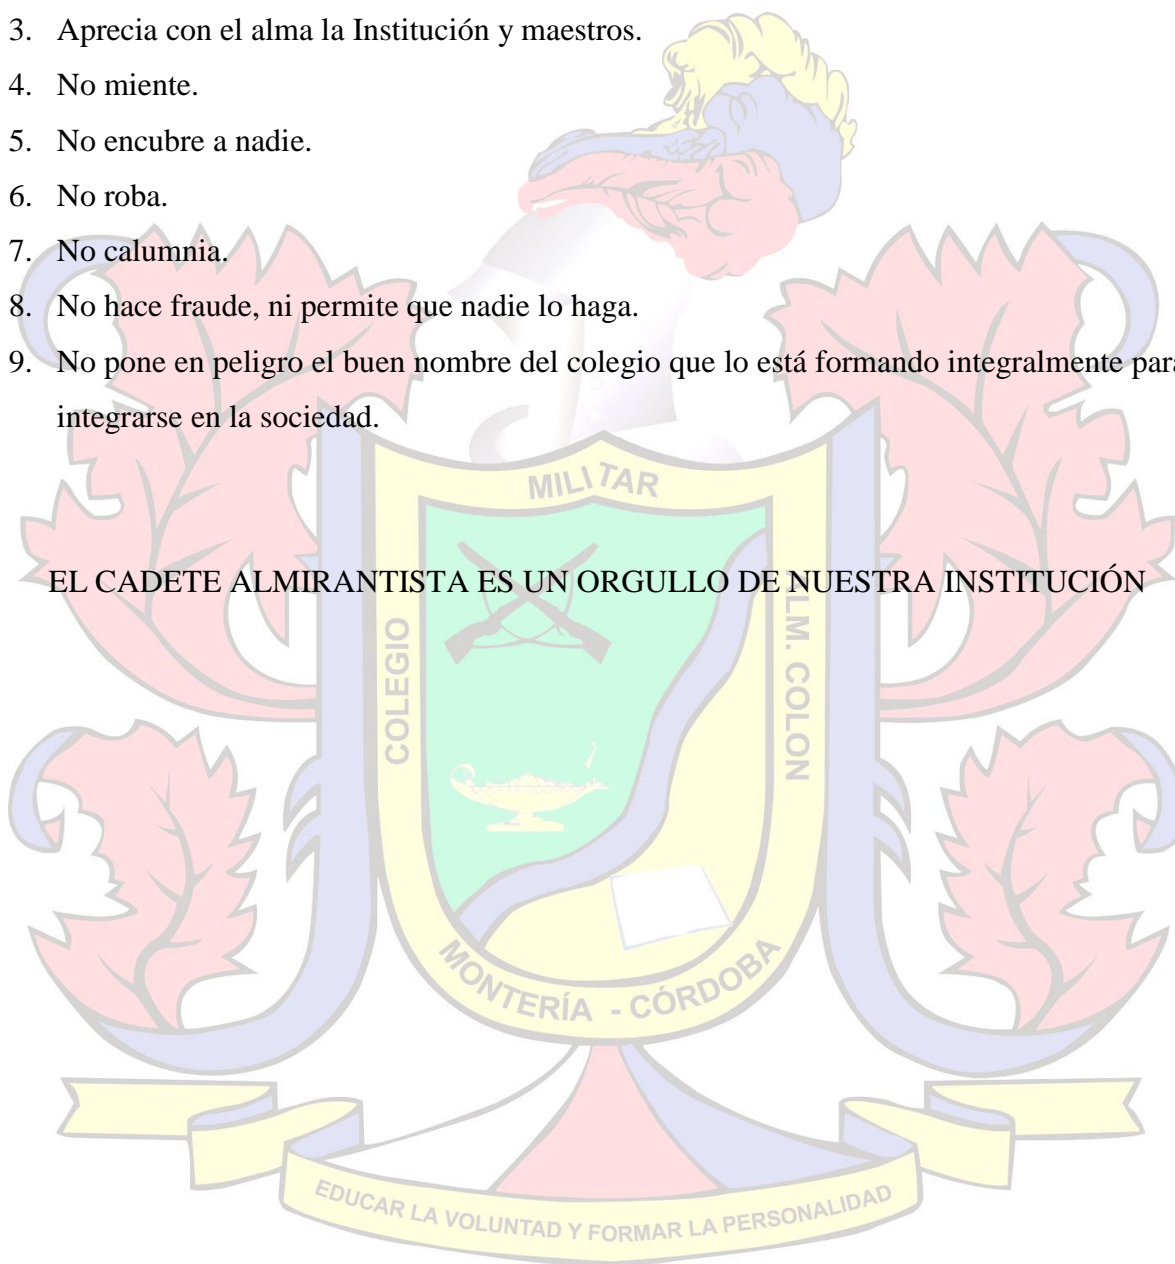 3. Aprecia con el alma la Institución y maestros.
4. No miente.
5. No encubre a nadie.
6. No roba.
7. No calumnia.
8. No hace fraude, ni permite que nadie lo haga.
9. No pone en peligro el buen nombre del colegio que lo está formando integralmente para
integrarse en la sociedad.
MILITAR
EL CADETE ALMIRANTISTA ES UN ORGULLO DE NUESTRA INSTITUCIÓN
COLEGIO
ALM. COLON
MONTERÍA - CÓRDOBA
EDUCAR LA VOLUNTAD Y FORMAR LA PERSONALIDAD